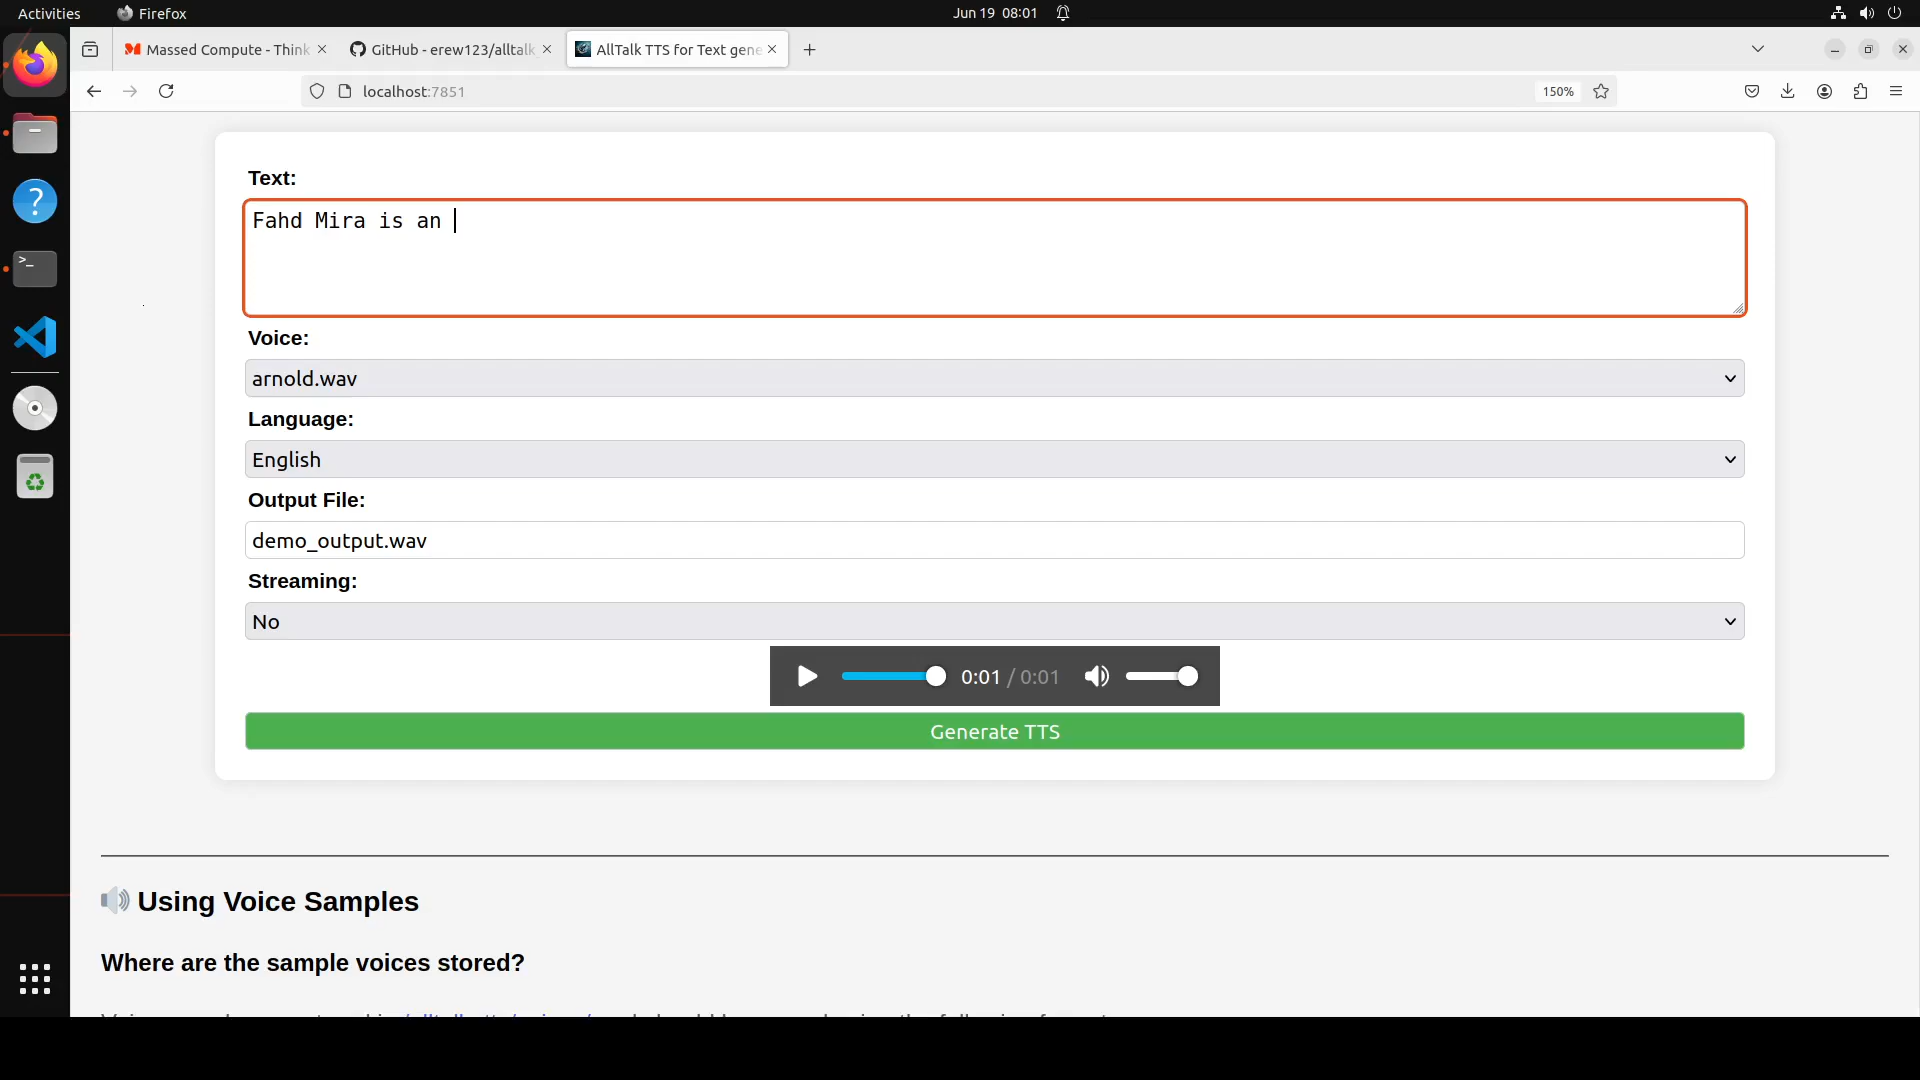 Activities
Firefox
Jun 19 08:01
Massed Compute - Think
GitHub - erew123/alltalk
AllTalk TTS for Text gene
localhost:7851
150%
Text:
Fahd Mira is an
Voice:
arnold.wav
Language:
English
Output File:
demo_output.wav
Streaming:
No
0:01 / 0:01
Generate TTS
Using Voice Samples
Where are the sample voices stored?